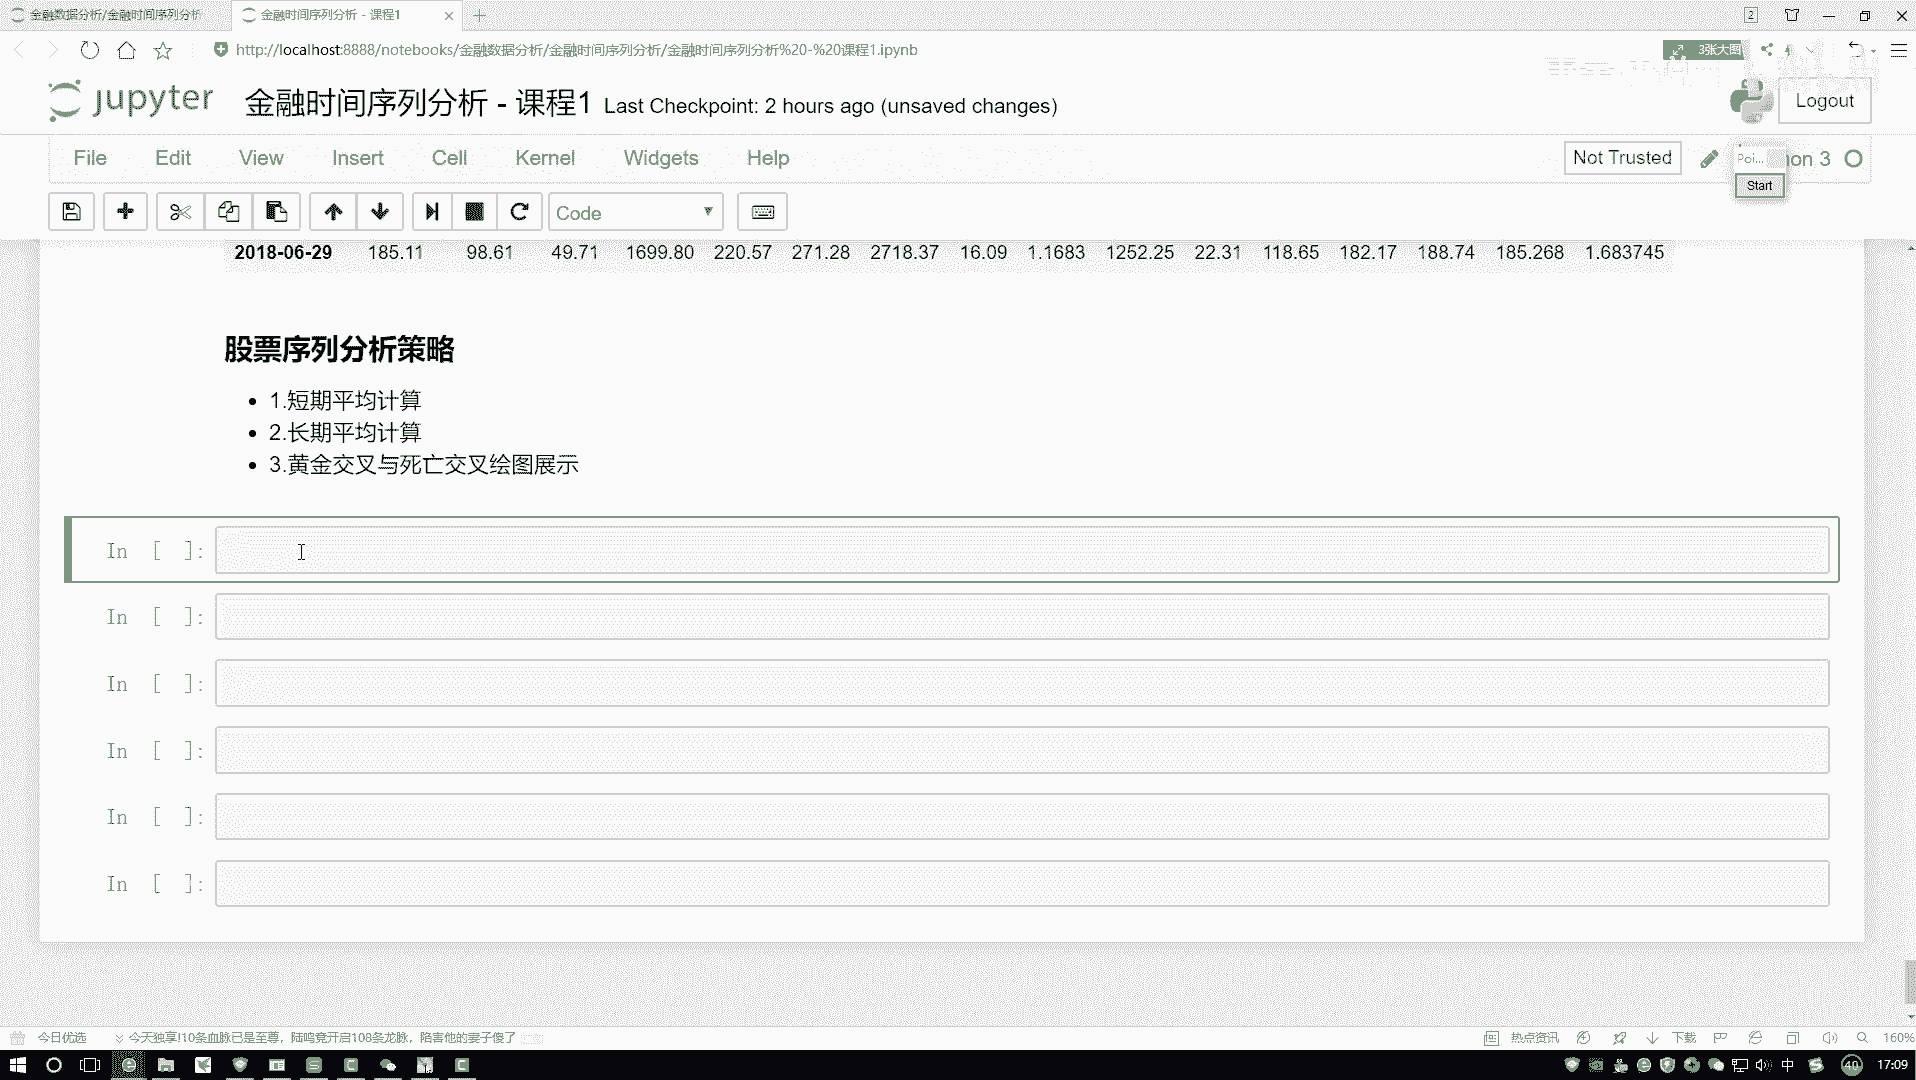 金融数据分析/金融时间序列分析
金融时间序列分析 - 课程1
2
http://localhost:8888/notebooks/金融数据分析/金融时间序列分析/金融时间序列分析%20-%20课程1.ipynb
3张大图
jupyter
金融时间序列分析 - 课程1 Last Checkpoint: 2 hours ago (unsaved changes)
Logout
File Edit View Insert Cell Kernel Widgets Help
Not Trusted
Poi... on 3
Start
Code
2018-06-29 185.11 98.61 49.71 1699.80 220.57 271.28 2718.37 16.09 1.1683 1252.25 22.31 118.65 182.17 188.74 185.268 1.683745
股票序列分析策略
1.短期平均计算
2.长期平均计算
3.黄金交叉与死亡交叉绘图展示
In [ ]:
In [ ]:
In [ ]:
In [ ]:
In [ ]:
In [ ]:
今日优选
今天独享!10条血脉已是至尊，陆鸣竟开启108条龙脉，陷害他的妻子傻了
热点资讯
下载
160%
中
40
17:09